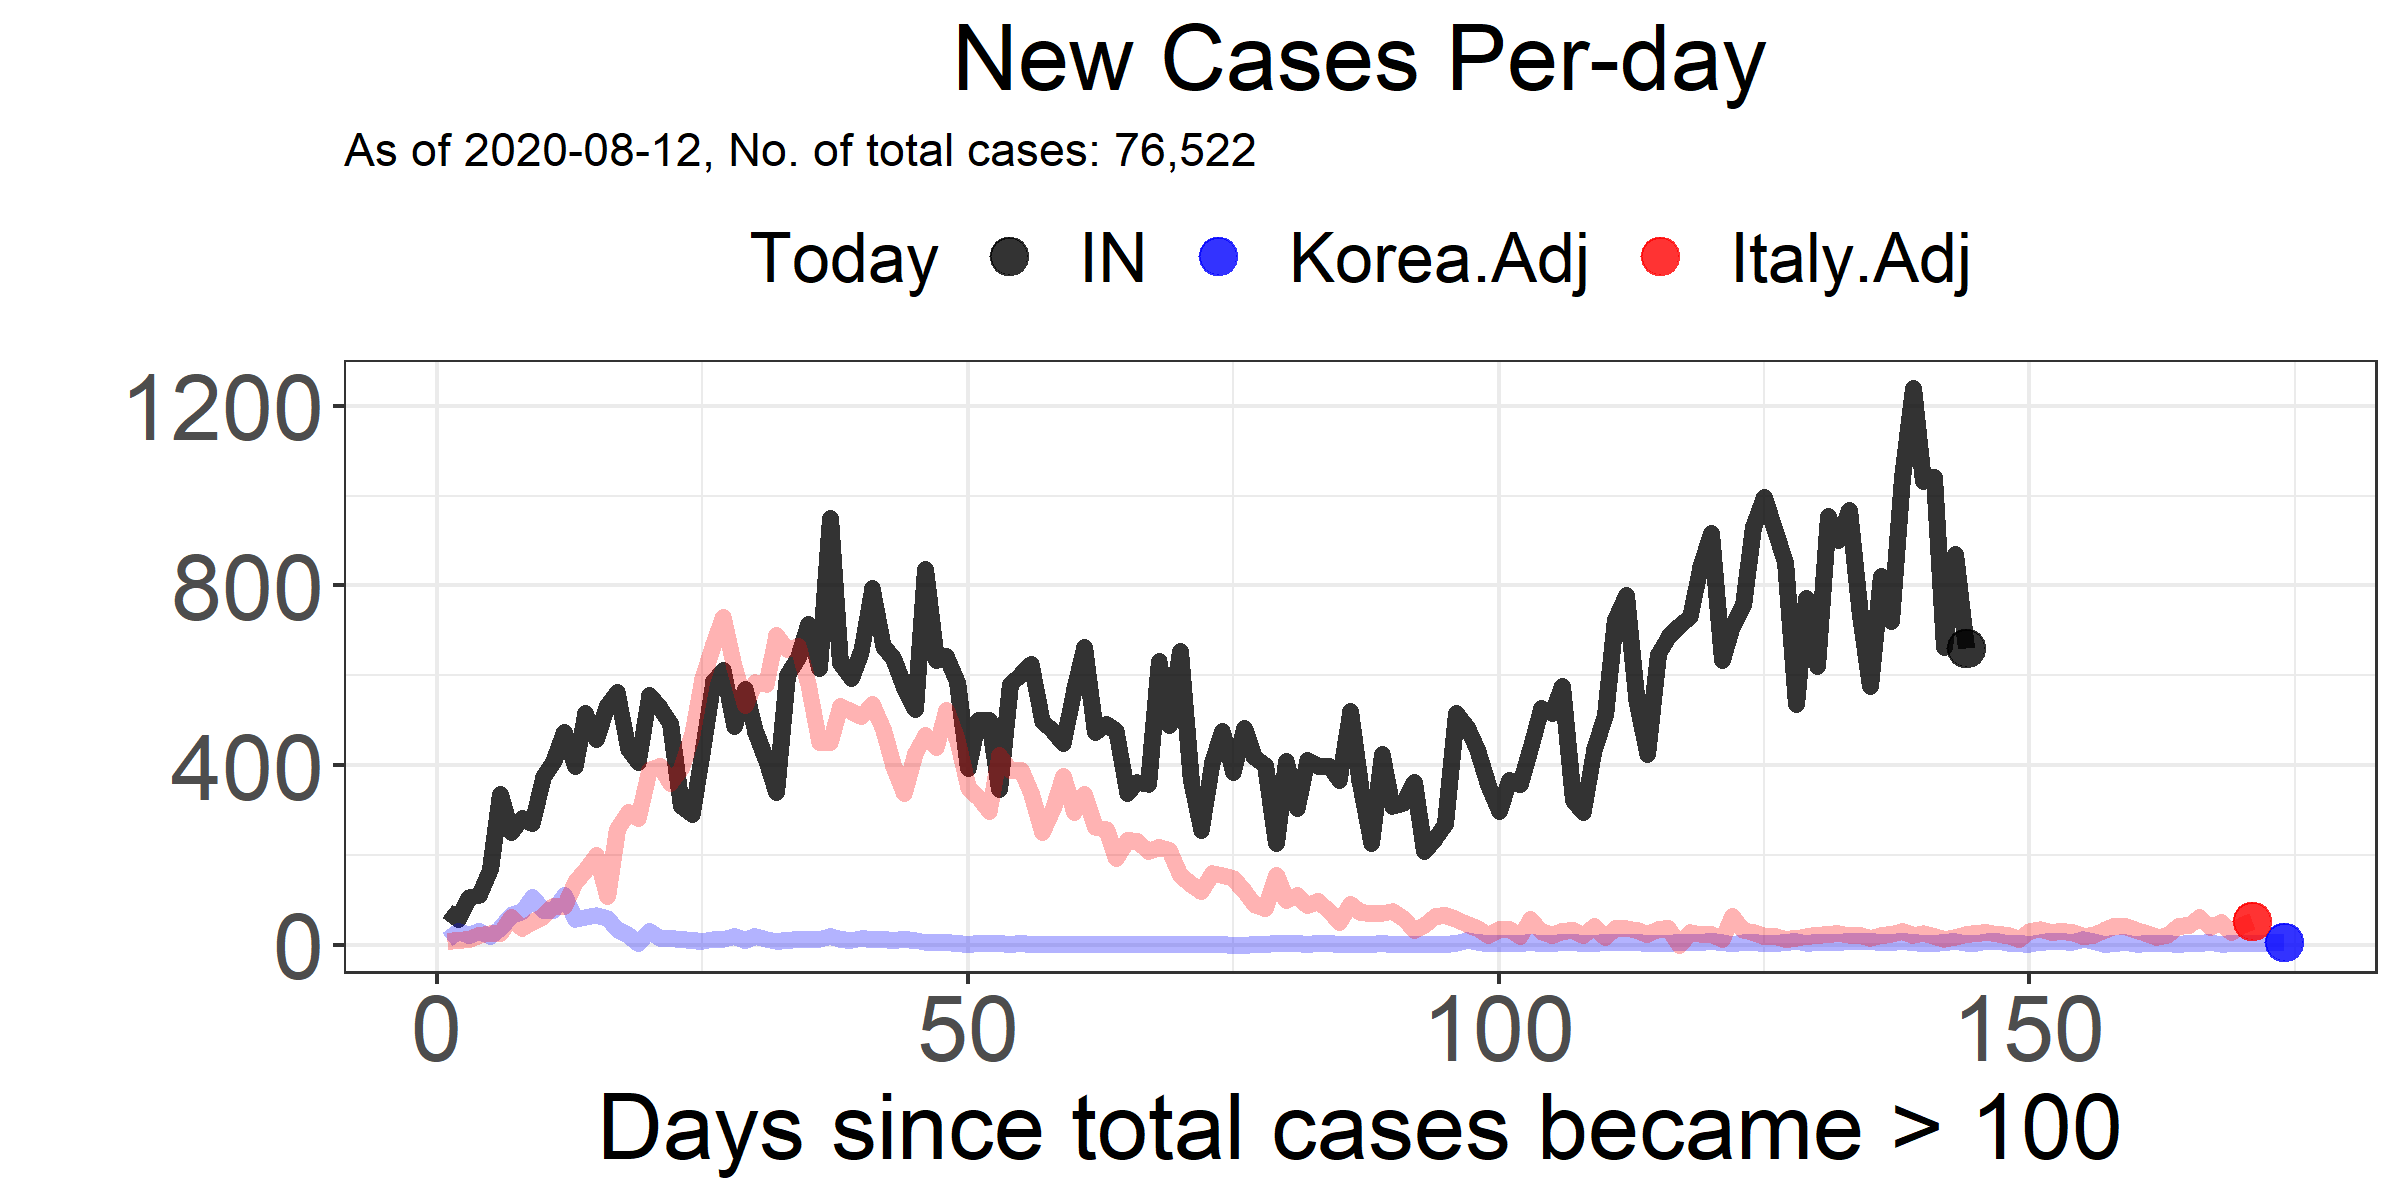 New Cases Per-day
As of 2020-08-12, No. of total cases: 76,522
Today IN Korea.Adj Italy.Adj
1200
800
400
0
0 50 100 150
Days since total cases became > 100